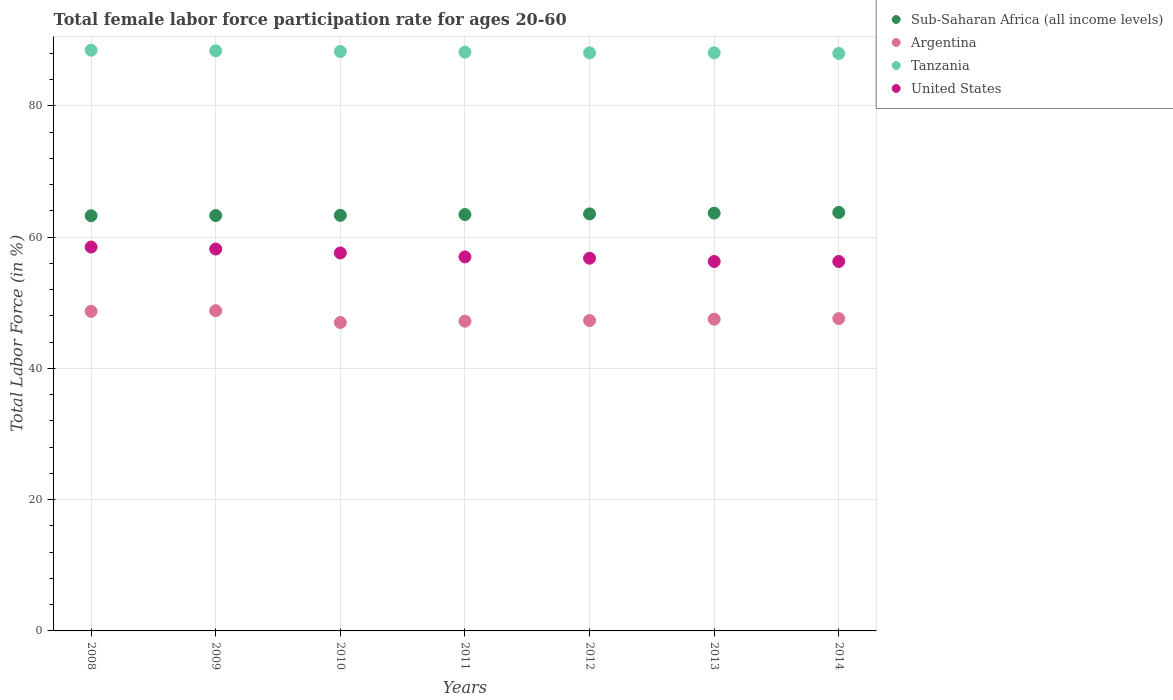 Total female labor force participation rate for ages 20-60
Sub-Saharan Africa (all income levels)
Argentina
Tanzania
United States
Total Labor Force (in %)
80
60
40
20
0
2008
2009
2010
2011
2012
2013
2014
Years